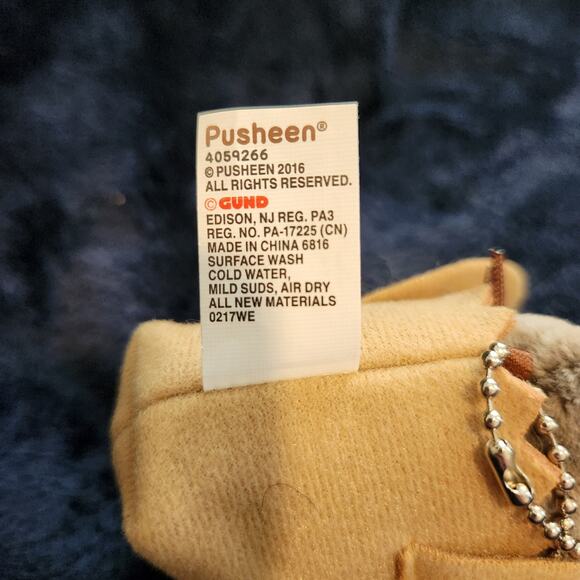 Pusheen®
4059266
© PUSHEEN 2016
ALL RIGHTS RESERVED.
© GUND
EDISON, NJ REG. PA3
REG. NO. PA-17225 (CN)
MADE IN CHINA 6816
SURFACE WASH
COLD WATER,
MILD SUDS, AIR DRY
ALL NEW MATERIALS
0217WE